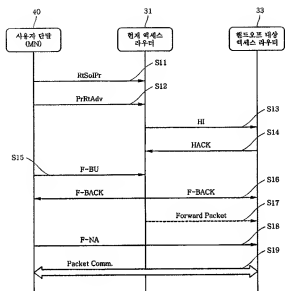 40
31
33
사용자 단말
(MN)
현재 액세스
라우터
핸드오프 대상
액세스 라우터
S11
RtSolPr
S12
PrRtAdv
S13
HI
S14
HACK
S15
F-BU
S16
F-BACK
F-BACK
S17
Forward Packet
S18
F-NA
S19
Packet Comm.